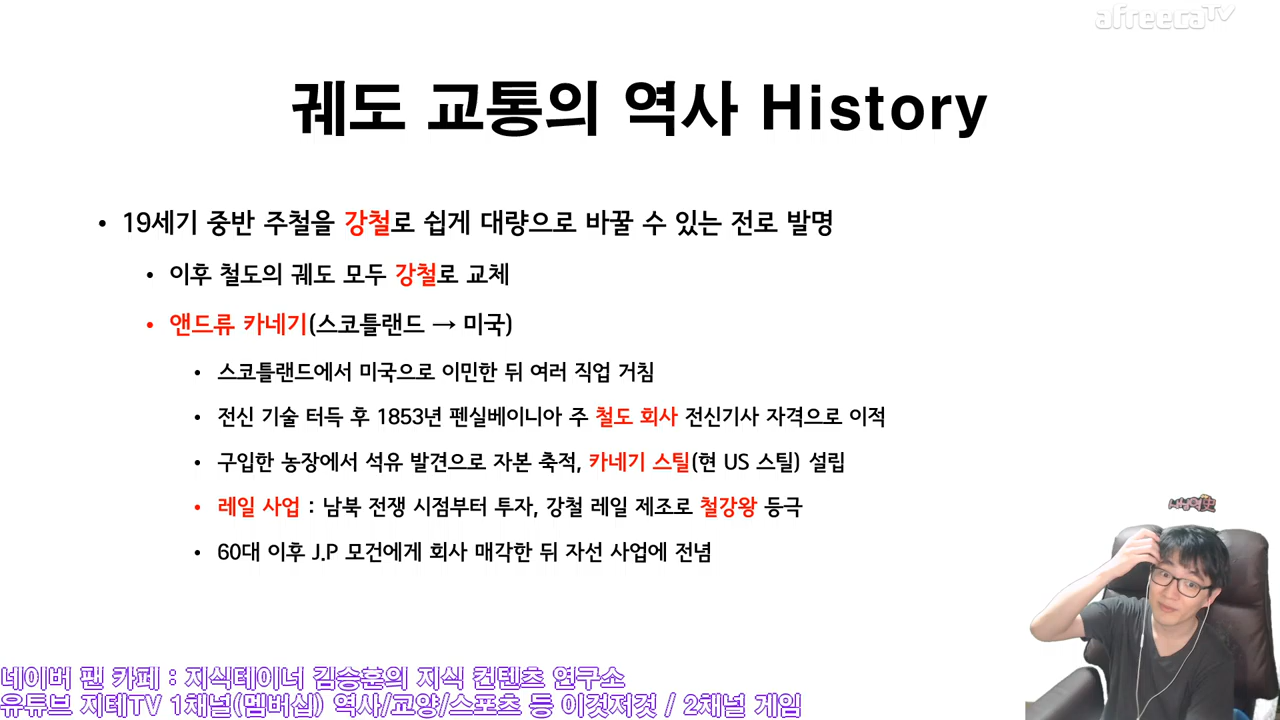 afreecaTV
궤도 교통의 역사 History
• 19세기 중반 주철을 강철로 쉽게 대량으로 바꿀 수 있는 전로 발명
• 이후 철도의 궤도 모두 강철로 교체
• 앤드류 카네기(스코틀랜드 → 미국)
• 스코틀랜드에서 미국으로 이민한 뒤 여러 직업 거침
• 전신 기술 터득 후 1853년 펜실베이니아 주 철도 회사 전신기사 자격으로 이적
• 구입한 농장에서 석유 발견으로 자본 축적, 카네기 스틸(현 US 스틸) 설립
• 레일 사업 : 남북 전쟁 시점부터 투자, 강철 레일 제조로 철강왕 등극
• 60대 이후 J.P 모건에게 회사 매각한 뒤 자선 사업에 전념
네이버 팬 카페 : 지식테이너 김승훈의 지식 컨텐츠 연구소
유튜브 지테TV 1채널(멤버십) 역사/교양/스포츠 등 이것저것 / 2채널 게임